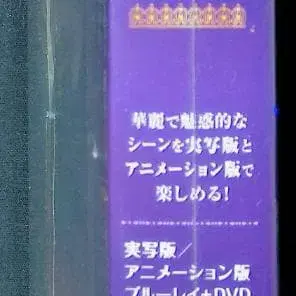 華麗で魅惑的な
シーンを実写版と
アニメーション版で
楽しめる!
実写版/
アニメーション版
ブルーレイ+DVD